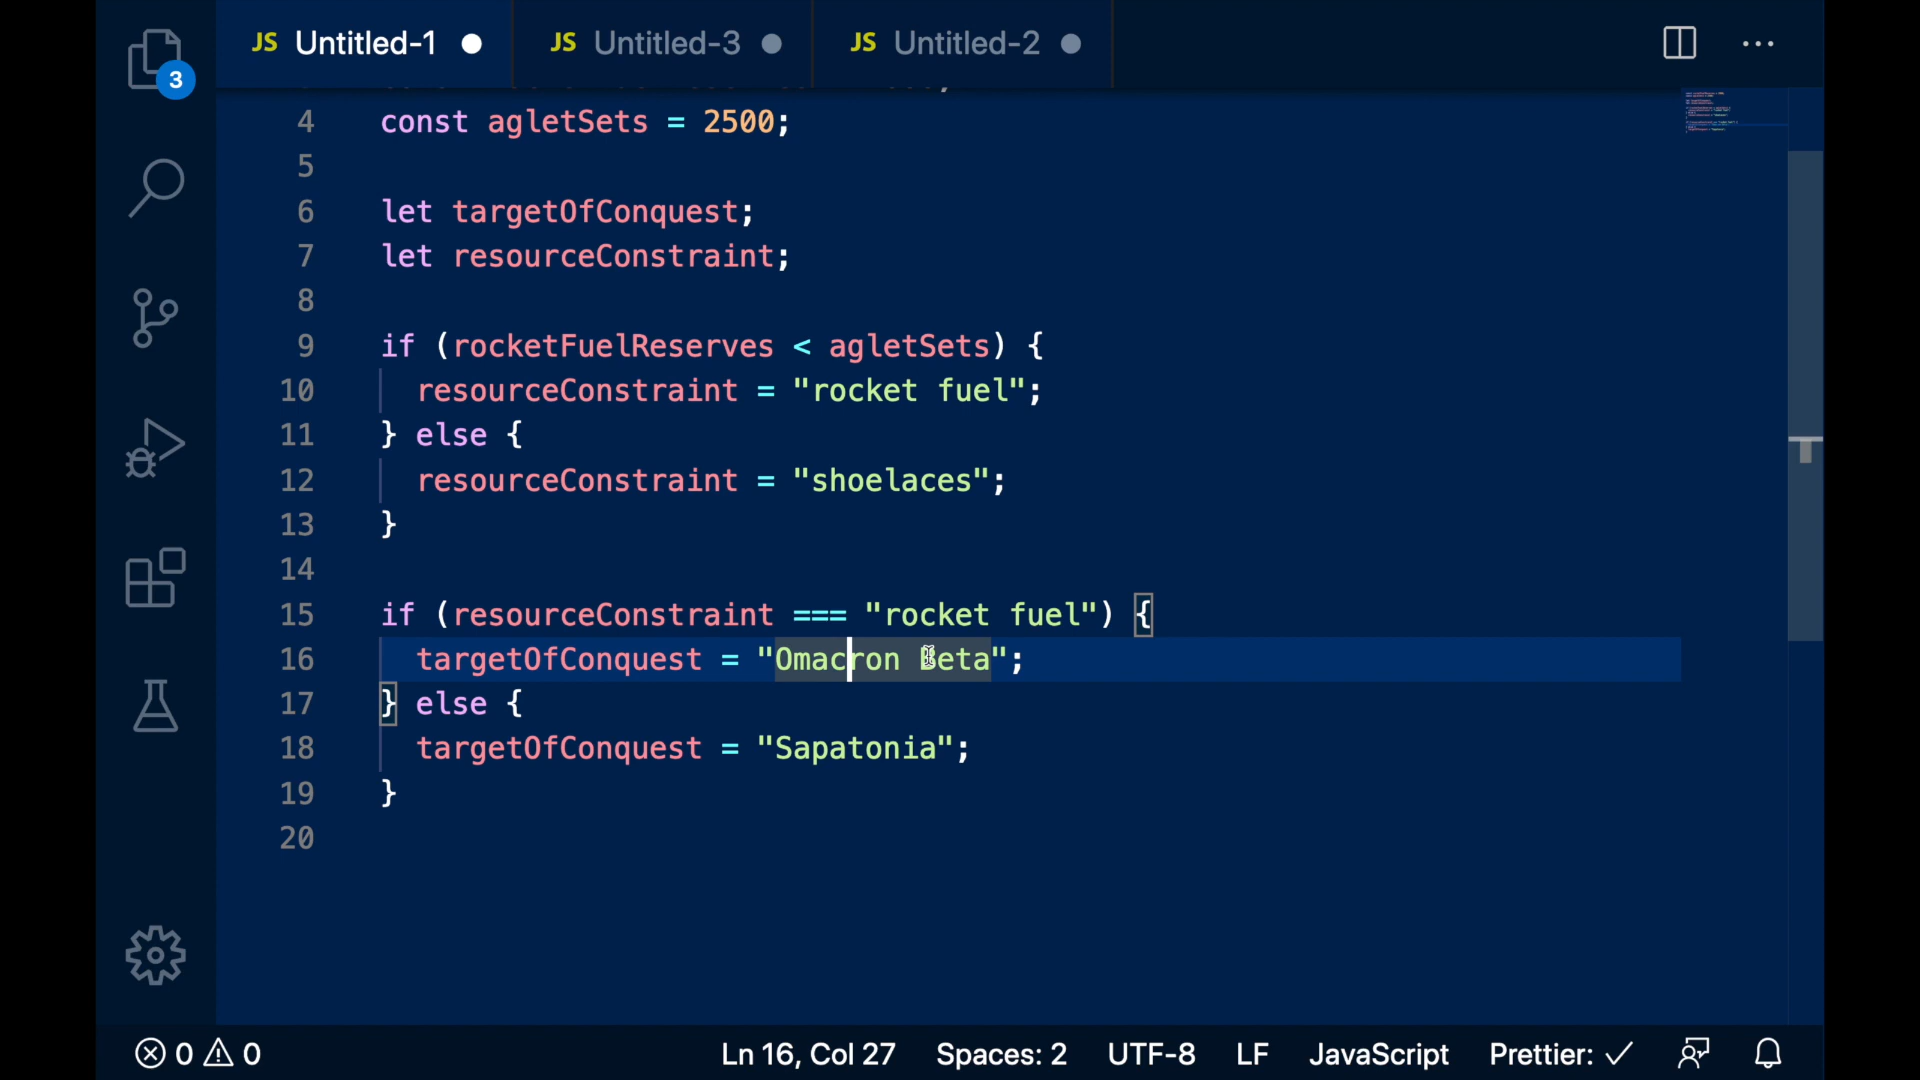 JS Untitled-1 JS Untitled-3 JS Untitled-2
3
4 const agletSets = 2500;
5
6 let targetOfConquest;
7 let resourceConstraint;
8
9 if (rocketFuelReserves < agletSets) {
10 resourceConstraint = "rocket fuel";
11 } else {
12 resourceConstraint = "shoelaces";
13 }
14
15 if (resourceConstraint === "rocket fuel") {
16 targetOfConquest = "Omacron Beta";
17 } else {
18 targetOfConquest = "Sapatonia";
19 }
20
0 0 Ln 16, Col 27 Spaces: 2 UTF-8 LF JavaScript Prettier: ✓